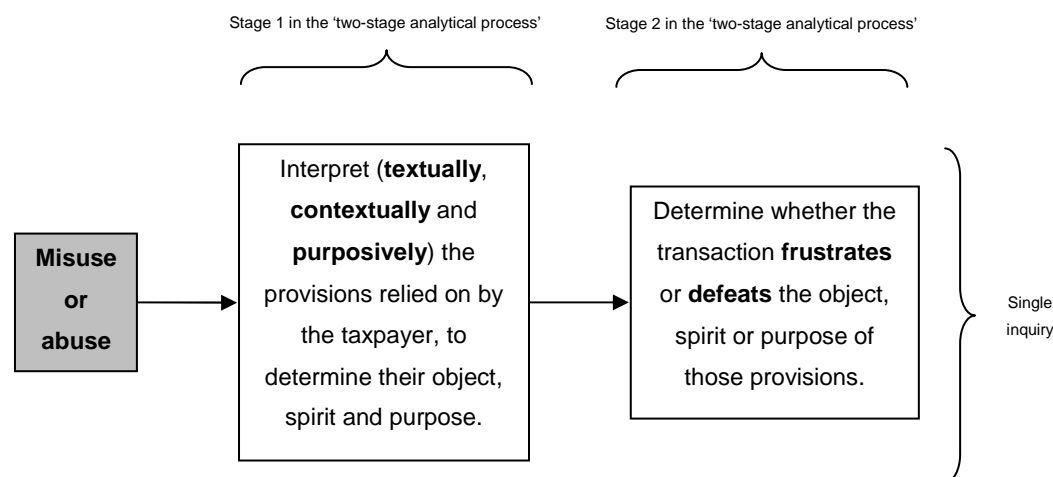 Stage 1 in the ‘two-stage analytical process’
Stage 2 in the ‘two-stage analytical process’
Misuse
or
abuse
Interpret (textually,
contextually and
purposively) the
provisions relied on by
the taxpayer, to
determine their object,
spirit and purpose.
Determine whether the
transaction frustrates
or defeats the object,
spirit or purpose of
those provisions.
Single
inquiry